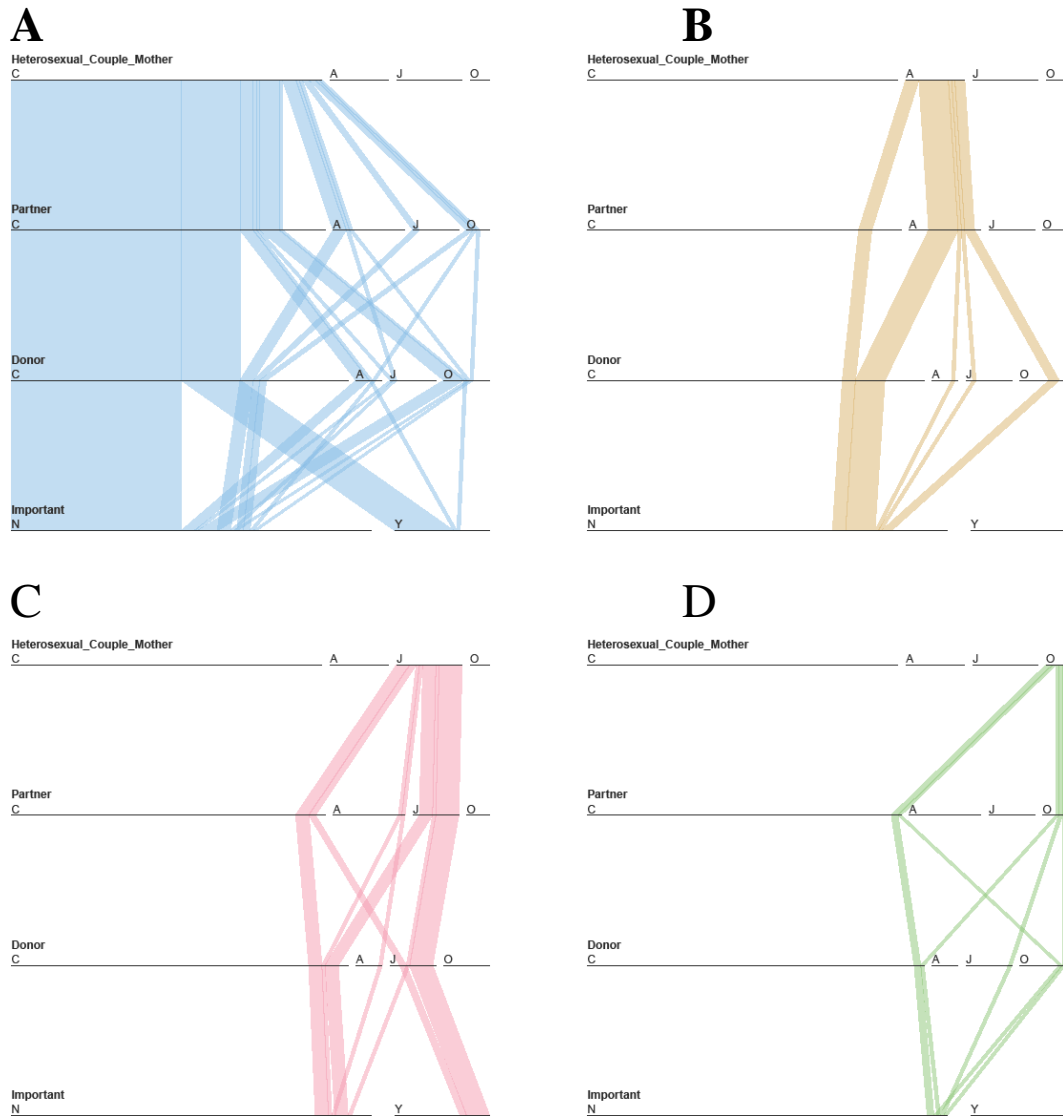 A
B
Heterosexual_Couple_Mother
C A J O
Heterosexual_Couple_Mother
C A J O
Partner
C A J O
Partner
C A J O
Donor
C A J O
Donor
C A J O
Important
N Y
Important
N Y
C
D
Heterosexual_Couple_Mother
C A J O
Heterosexual_Couple_Mother
C A J O
Partner
C A J O
Partner
C A J O
Donor
C A J O
Donor
C A J O
Important
N Y
Important
N Y